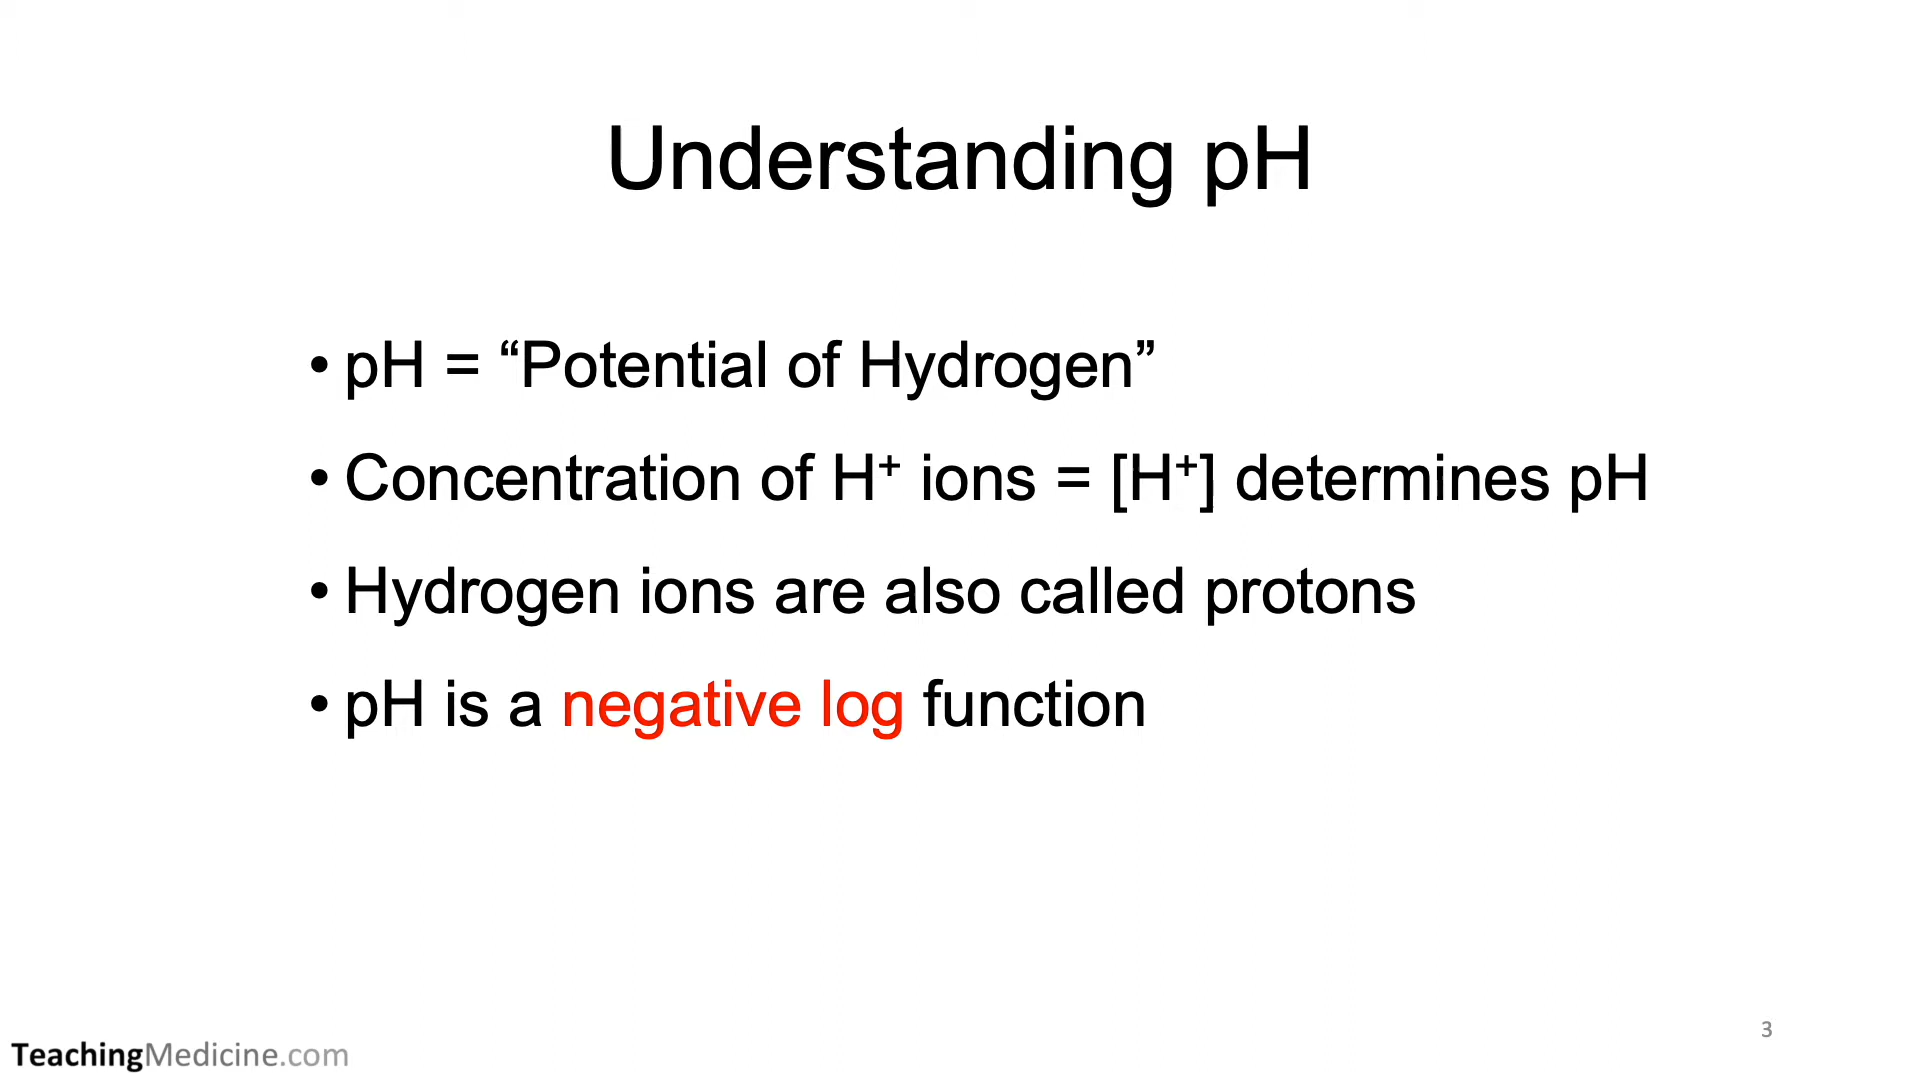 Understanding pH
• pH = “Potential of Hydrogen”
• Concentration of H⁺ ions = [H⁺] determines pH
• Hydrogen ions are also called protons
• pH is a negative log function
3
TeachingMedicine.com